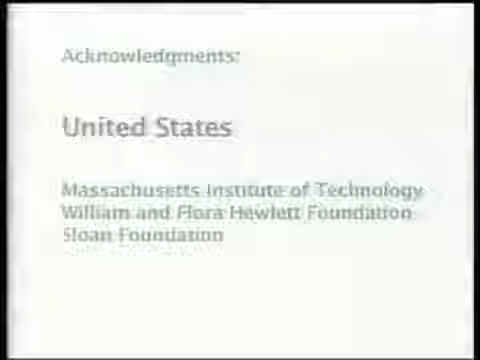 Acknowledgments:
United States
Massachusetts Institute of Technology
William and Flora Hewlett Foundation
Sloan Foundation